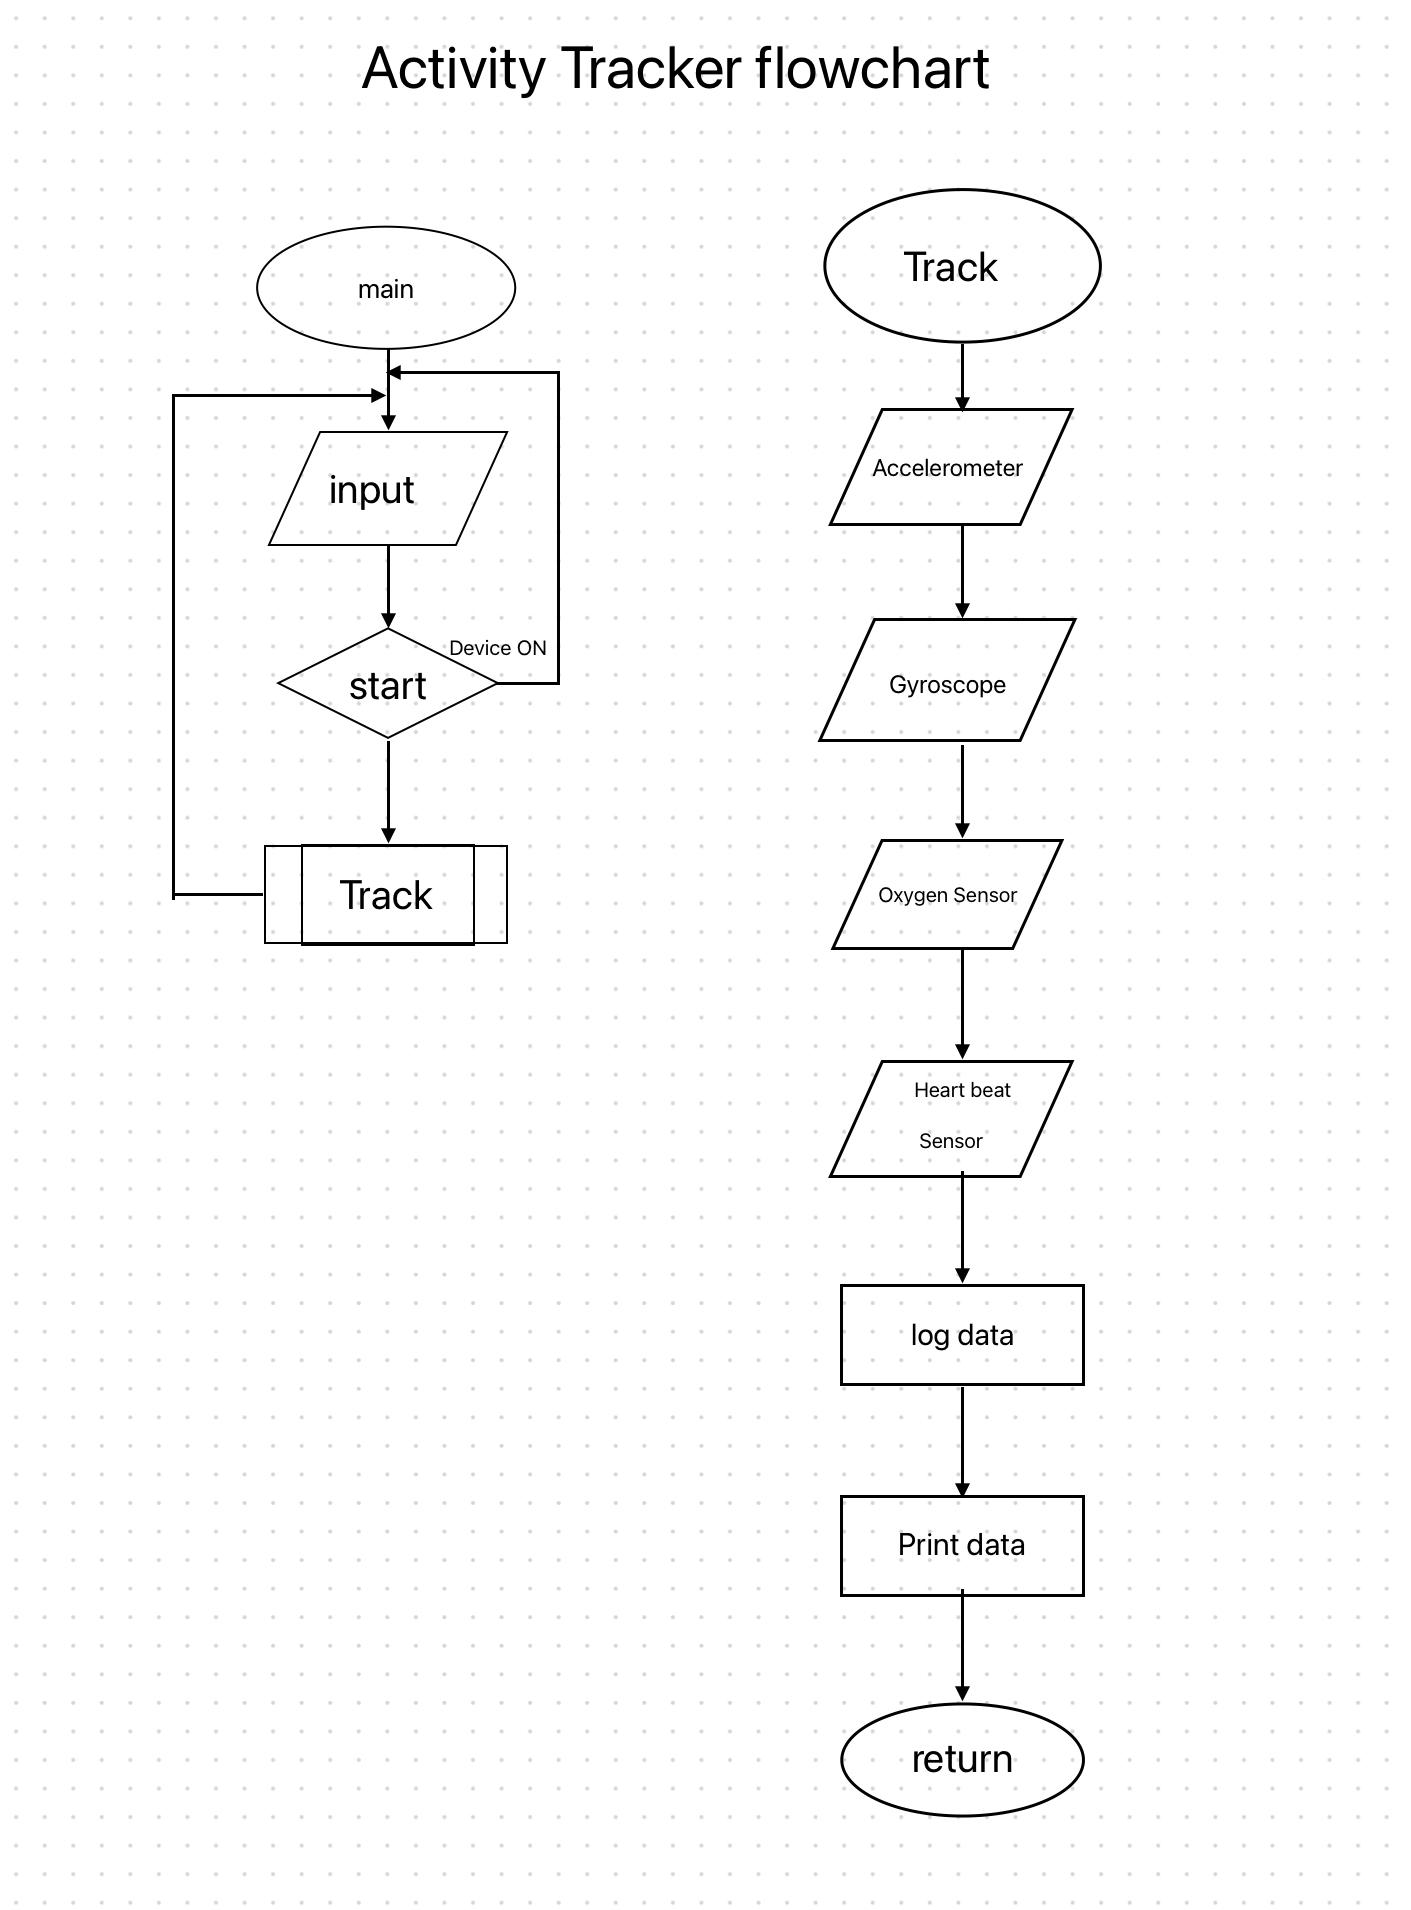 Activity Tracker flowchart
main
input
Device ON
start
Track
Track
Accelerometer
Gyroscope
Oxygen Sensor
Heart beat
Sensor
log data
Print data
return